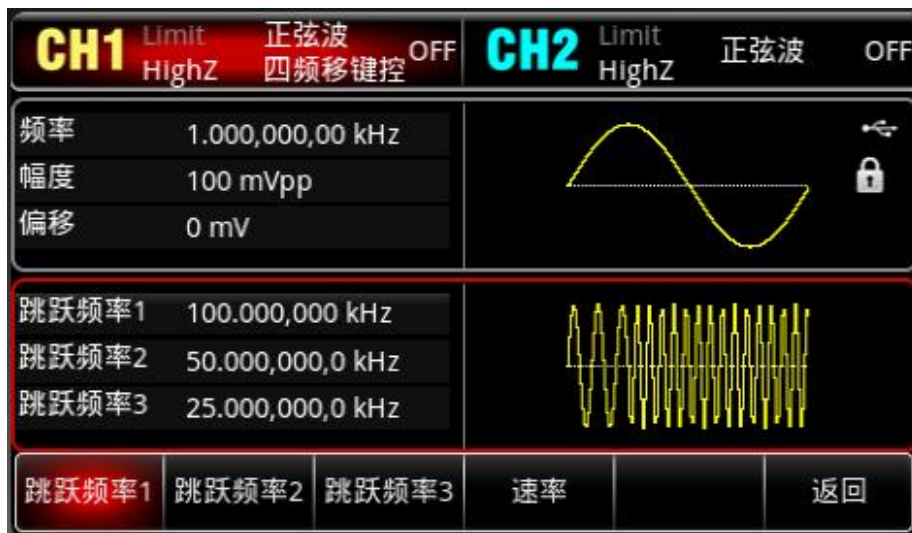 CH1 Limit 正弦波 OFF CH2 Limit 正弦波 OFF
HighZ 四频移键控 HighZ
频率 1.000,000,00 kHz
幅度 100 mVpp
偏移 0 mV
跳跃频率1 100.000,000 kHz
跳跃频率2 50.000,000,0 kHz
跳跃频率3 25.000,000,0 kHz
跳跃频率1 跳跃频率2 跳跃频率3 速率 返回